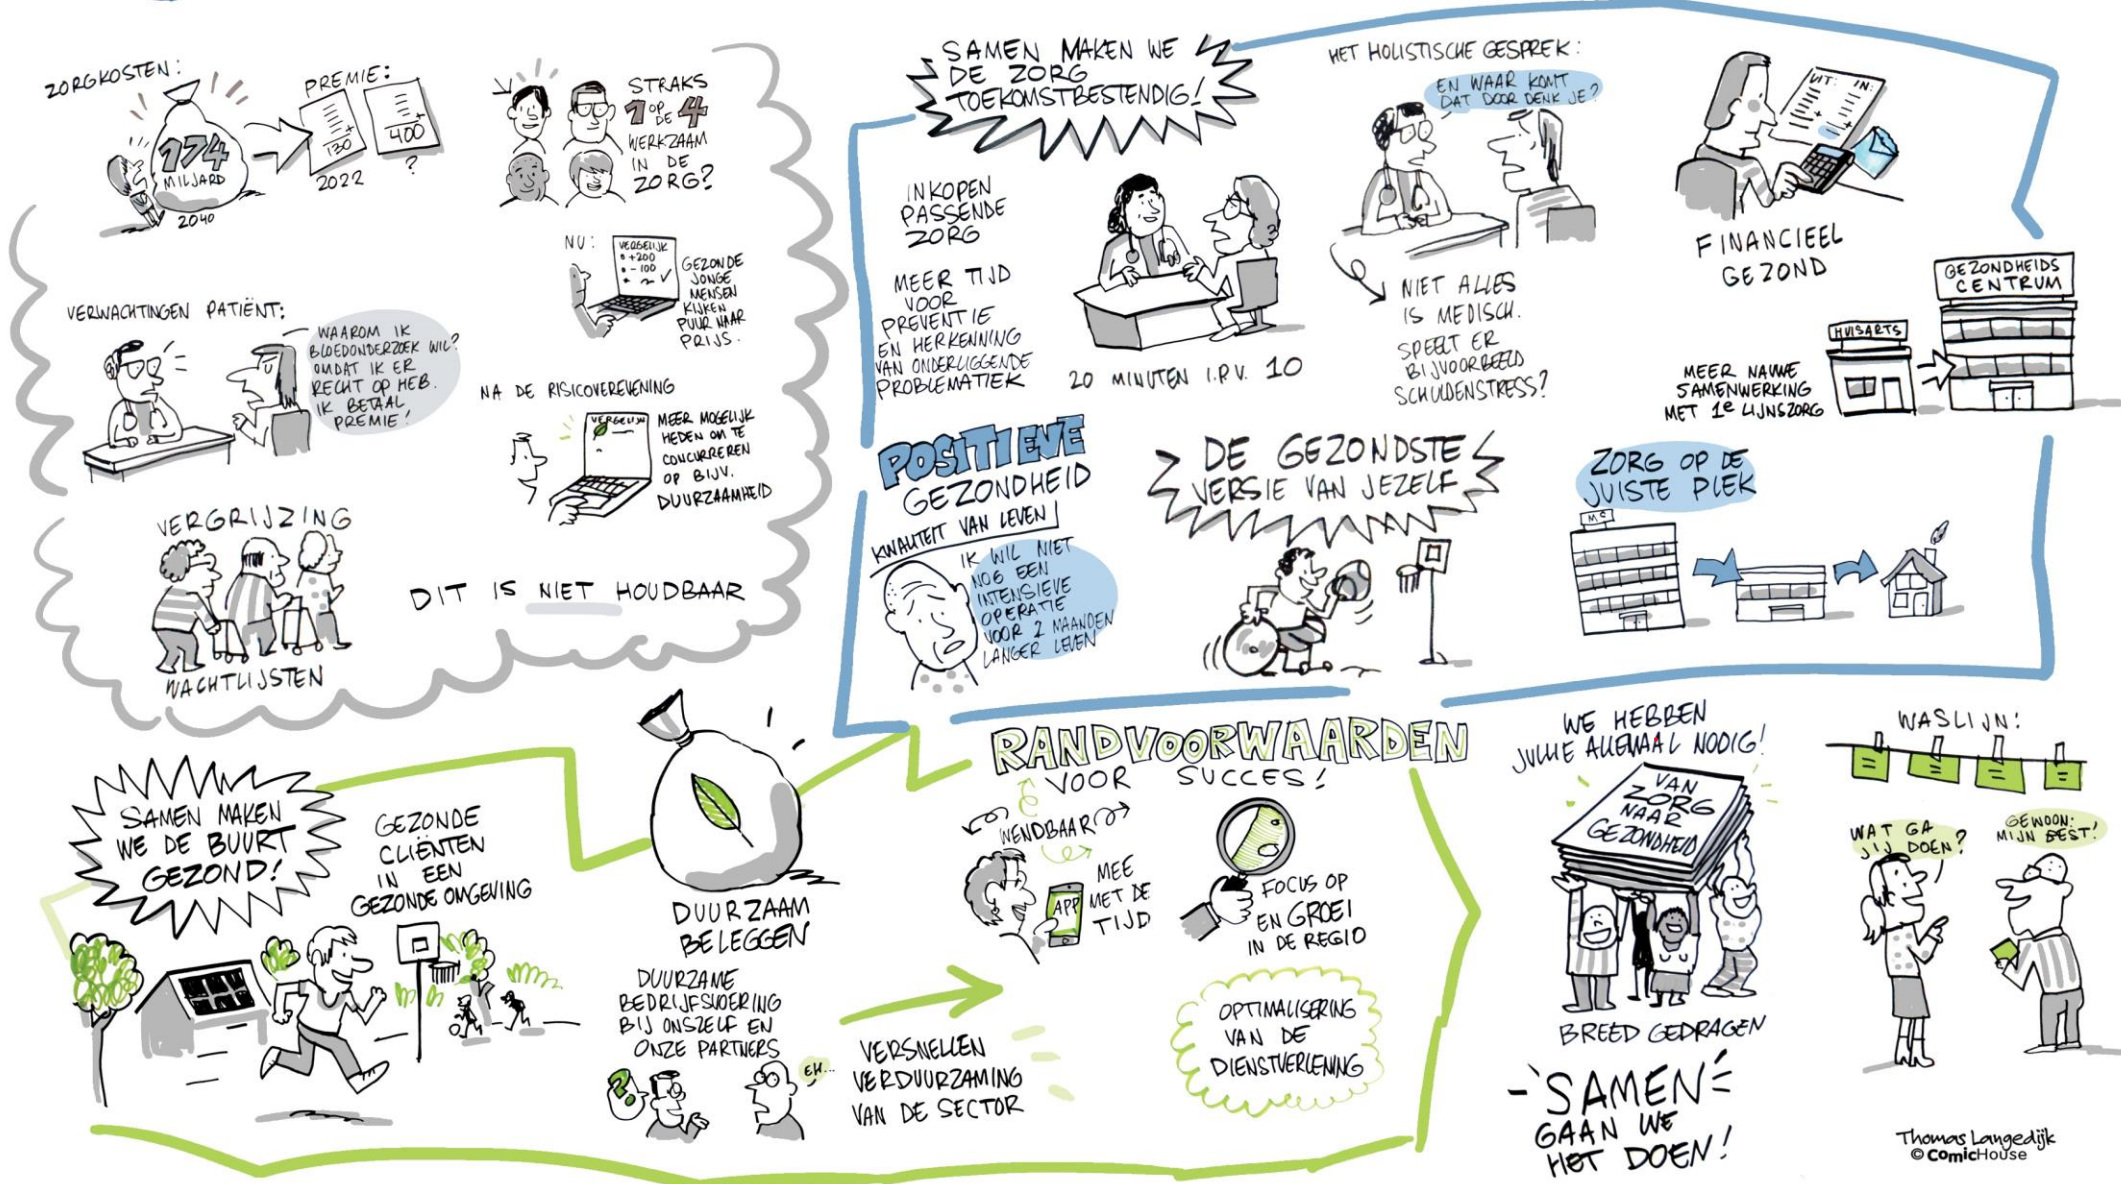 ZORGKOSTEN:
174
MILJARD
2040
PREMIE:
130
2022
400
?
STRAKS
1 OP DE 4
WERKZAAM
IN DE
ZORG?
NU:
VERGELIJK
+200
-100
GEZONDE
JONGE
MENSEN
KIJKEN
PUUR NAAR
PRIJS.
VERWACHTINGEN PATIËNT:
WAAROM IK
BLOEDONDERZOEK WIL?
OMDAT IK ER
RECHT OP HEB.
IK BETAAL
PREMIE!
NA DE RISICOVEREVENING
VERGELIJK
MEER MOGELIJK
HEDEN OM TE
CONCURREREN
OP BIJV.
DUURZAAMHEID
VERGRIJZING
WACHTLIJSTEN
DIT IS NIET HOUDBAAR
SAMEN MAKEN WE
DE ZORG
TOEKOMSTBESTENDIG!
INKOPEN
PASSENDE
ZORG
MEER TIJD
VOOR
PREVENTIE
EN HERKENNING
VAN ONDERLIGGENDE
PROBLEMATIEK
20 MINUTEN I.P.V. 10
HET HOLISTISCHE GESPREK:
EN WAAR KOMT
DAT DOOR DENK JE?
NIET ALLES
IS MEDISCH.
SPEELT ER
BIJVOORBEELD
SCHULDENSTRESS?
UIT: IN:
FINANCIEEL
GEZOND
GEZONDHEIDS
CENTRUM
HUISARTS
MEER NAUWE
SAMENWERKING
MET 1e LIJNSZORG
POSITIEVE
GEZONDHEID
KWALITEIT VAN LEVEN
IK WIL NIET
NOG EEN
INTENSIEVE
OPERATIE
VOOR 2 MAANDEN
LANGER LEVEN
DE GEZONDSTE
VERSIE VAN JEZELF
ZORG OP DE
JUISTE PLEK
MC
SAMEN MAKEN
WE DE BUURT
GEZOND!
GEZONDE
CLIËNTEN
IN EEN
GEZONDE OMGEVING
DUURZAAM
BELEGGEN
DUURZAME
BEDRIJFSVOERING
BIJ ONSZELF EN
ONZE PARTNERS
?
EH...
VERSNELLEN
VERDUURZAMING
VAN DE SECTOR
RANDVOORWAARDEN
VOOR SUCCES!
WENDBAAR
APP
MEE
MET DE
TIJD
FOCUS OP
EN GROEI
IN DE REGIO
OPTIMALISERING
VAN DE
DIENSTVERLENING
WE HEBBEN
JULLIE ALLEMAAL NODIG!
VAN
ZORG
NAAR
GEZONDHEID
BREED GEDRAGEN
SAMEN
GAAN WE
HET DOEN!
WASLIJN:
WAT GA
JIJ DOEN?
GEWOON:
MIJN BEST!
Thomas Langedijk
© ComicHouse